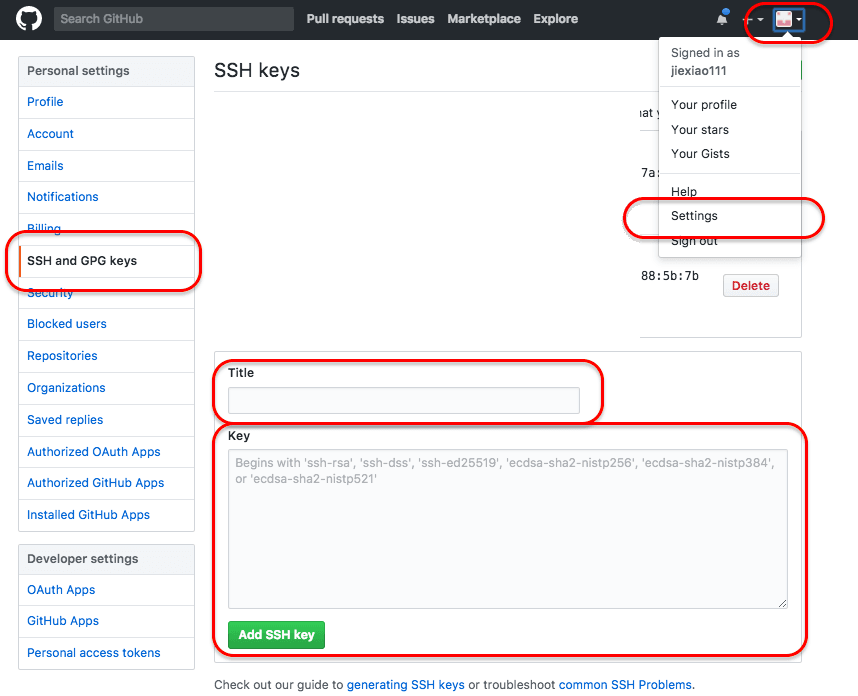 Search GitHub
Pull requests
Issues
Marketplace
Explore
Signed in as
jiexiao111
Your profile
Your stars
Your Gists
Help
Settings
Sign out
Personal settings
Profile
Account
Emails
Notifications
Billing
SSH and GPG keys
Security
Blocked users
Repositories
Organizations
Saved replies
Authorized OAuth Apps
Authorized GitHub Apps
Installed GitHub Apps
Developer settings
OAuth Apps
GitHub Apps
Personal access tokens
SSH keys
7a:
88:5b:7b
Delete
Title
Key
Begins with 'ssh-rsa', 'ssh-dss', 'ssh-ed25519', 'ecdsa-sha2-nistp256', 'ecdsa-sha2-nistp384',
or 'ecdsa-sha2-nistp521'
Add SSH key
Check out our guide to generating SSH keys or troubleshoot common SSH Problems.